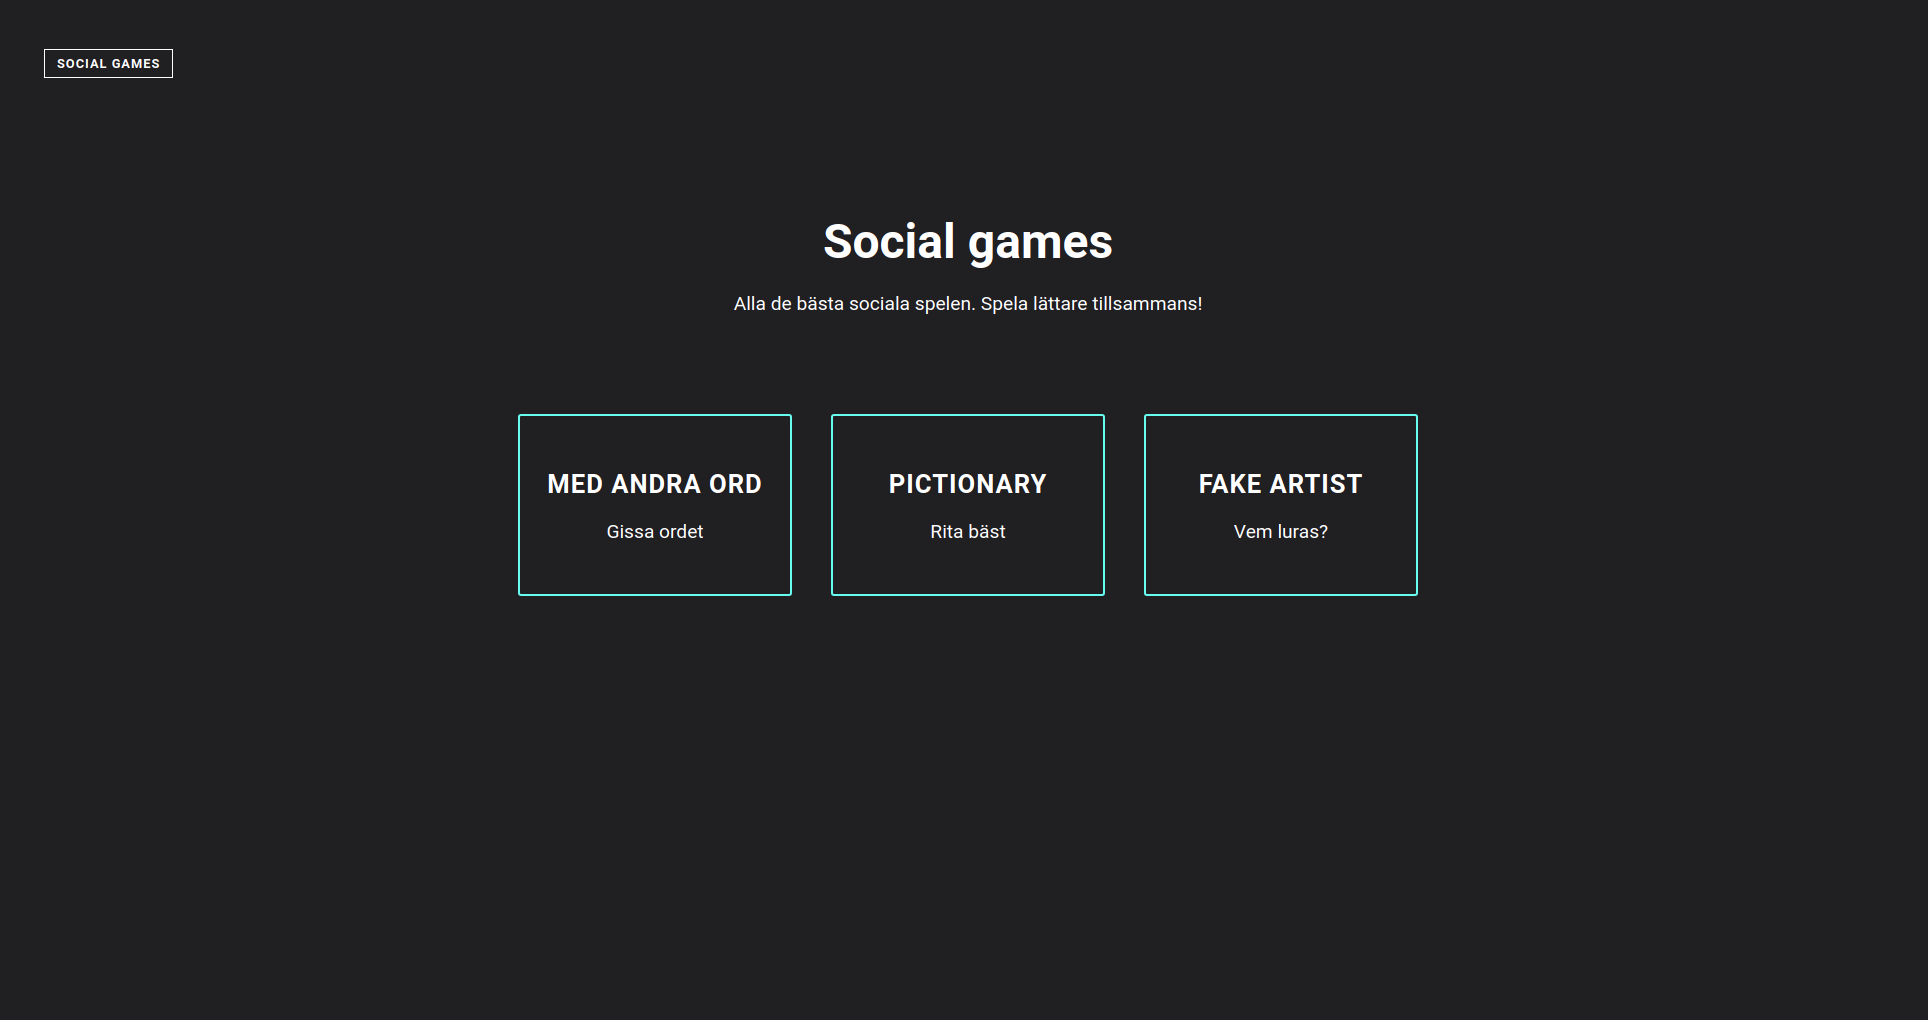 SOCIAL GAMES
Social games
Alla de bästa sociala spelen. Spela lättare tillsammans!
MED ANDRA ORD
Gissa ordet
PICTIONARY
Rita bäst
FAKE ARTIST
Vem luras?